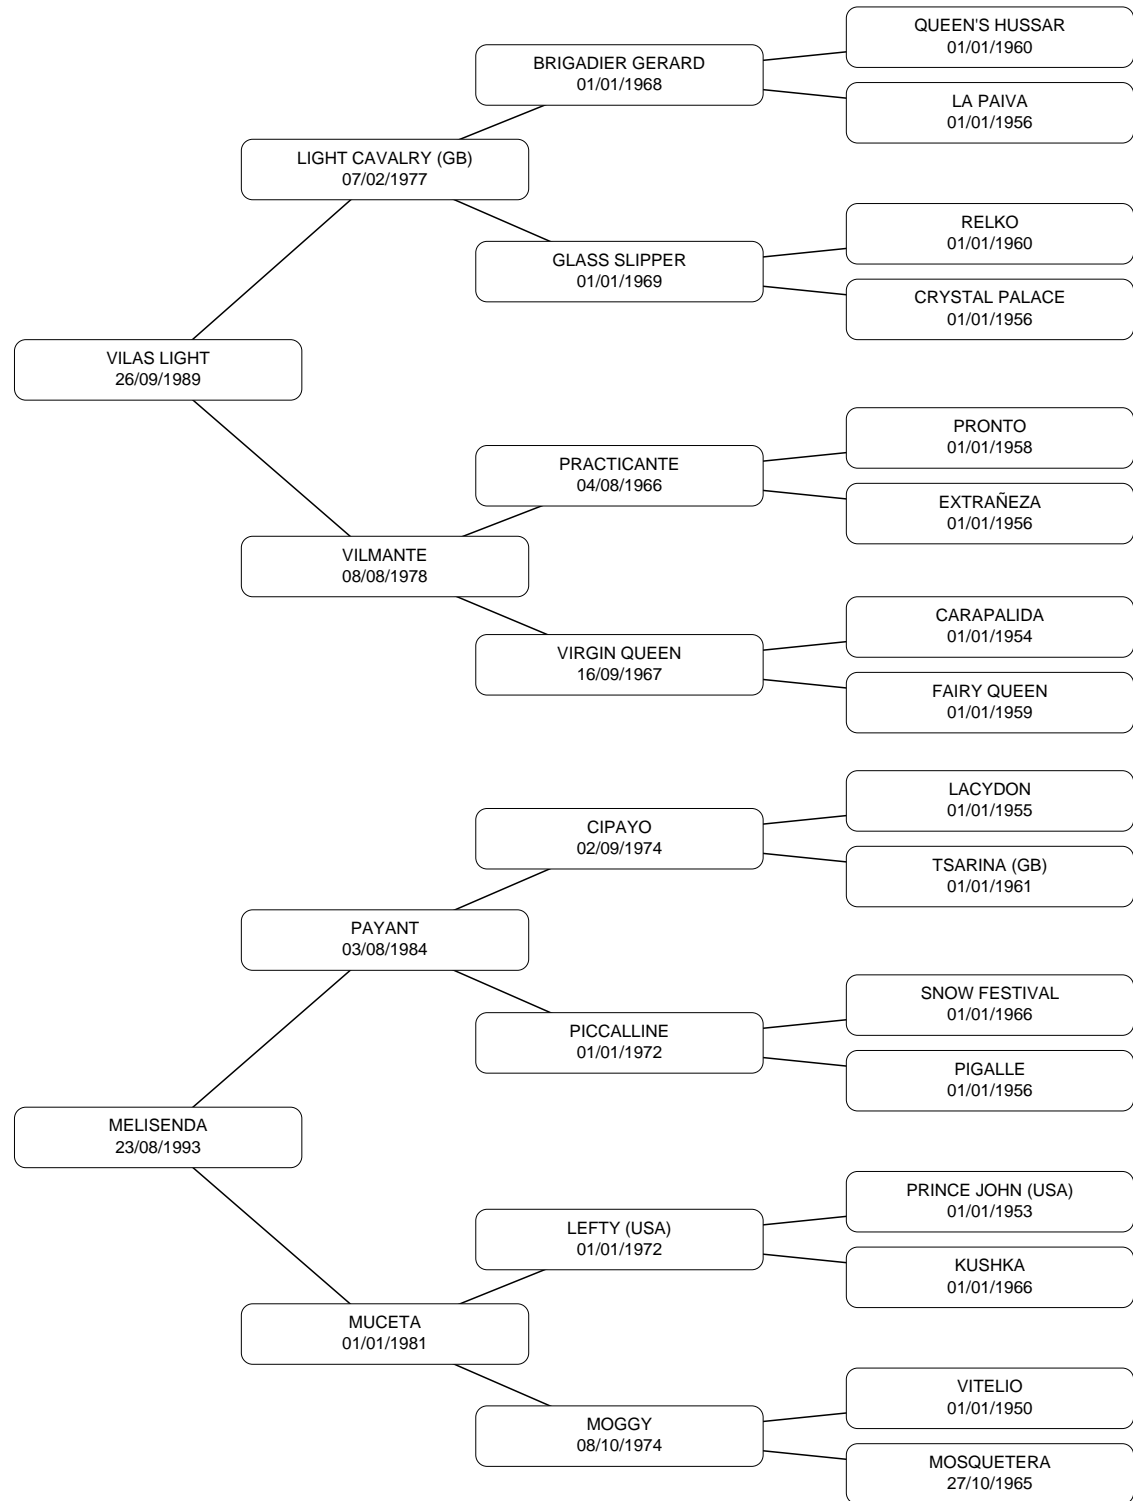 QUEEN'S HUSSAR
01/01/1960
BRIGADIER GERARD
01/01/1968
LA PAIVA
01/01/1956
LIGHT CAVALRY (GB)
07/02/1977
RELKO
01/01/1960
GLASS SLIPPER
01/01/1969
CRYSTAL PALACE
01/01/1956
VILAS LIGHT
26/09/1989
PRONTO
01/01/1958
PRACTICANTE
04/08/1966
EXTRAÑEZA
01/01/1956
VILMANTE
08/08/1978
CARAPALIDA
01/01/1954
VIRGIN QUEEN
16/09/1967
FAIRY QUEEN
01/01/1959
LACYDON
01/01/1955
CIPAYO
02/09/1974
TSARINA (GB)
01/01/1961
PAYANT
03/08/1984
SNOW FESTIVAL
01/01/1966
PICCALLINE
01/01/1972
PIGALLE
01/01/1956
MELISENDA
23/08/1993
PRINCE JOHN (USA)
01/01/1953
LEFTY (USA)
01/01/1972
KUSHKA
01/01/1966
MUCETA
01/01/1981
VITELIO
01/01/1950
MOGGY
08/10/1974
MOSQUETERA
27/10/1965